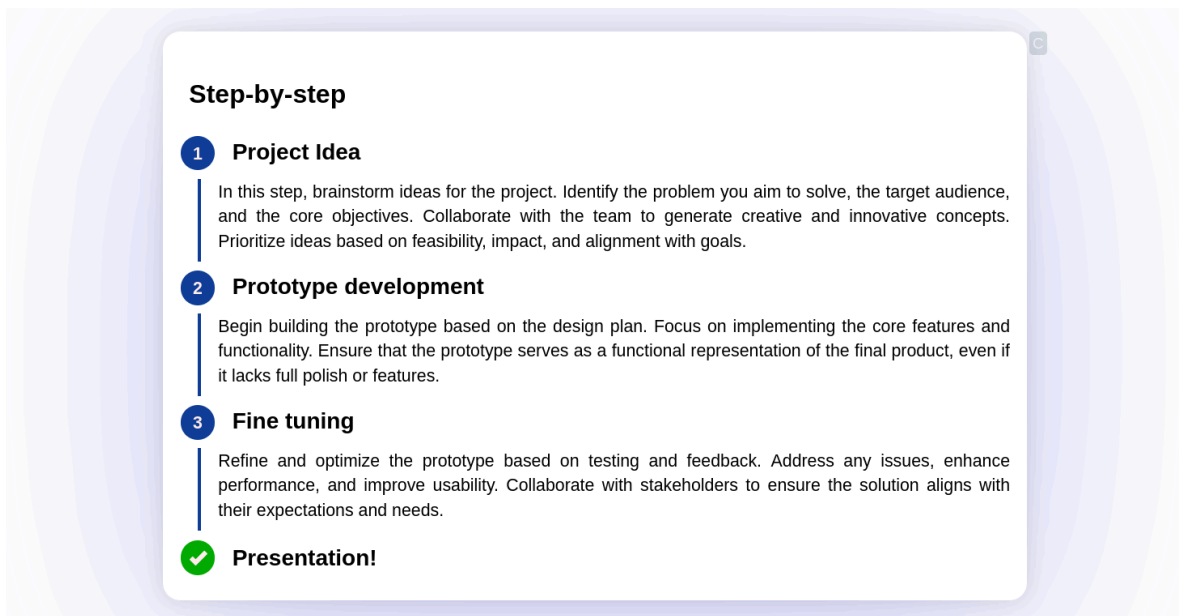 Step-by-step
C
1 Project Idea
In this step, brainstorm ideas for the project. Identify the problem you aim to solve, the target audience,
and the core objectives. Collaborate with the team to generate creative and innovative concepts.
Prioritize ideas based on feasibility, impact, and alignment with goals.
2 Prototype development
Begin building the prototype based on the design plan. Focus on implementing the core features and
functionality. Ensure that the prototype serves as a functional representation of the final product, even if
it lacks full polish or features.
3 Fine tuning
Refine and optimize the prototype based on testing and feedback. Address any issues, enhance
performance, and improve usability. Collaborate with stakeholders to ensure the solution aligns with
their expectations and needs.
Presentation!